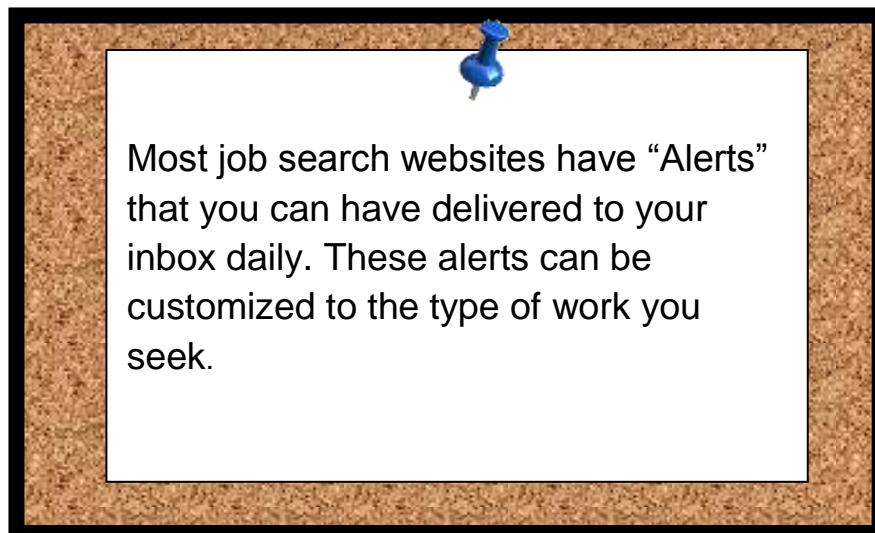 Most job search websites have “Alerts”
that you can have delivered to your
inbox daily. These alerts can be
customized to the type of work you
seek.